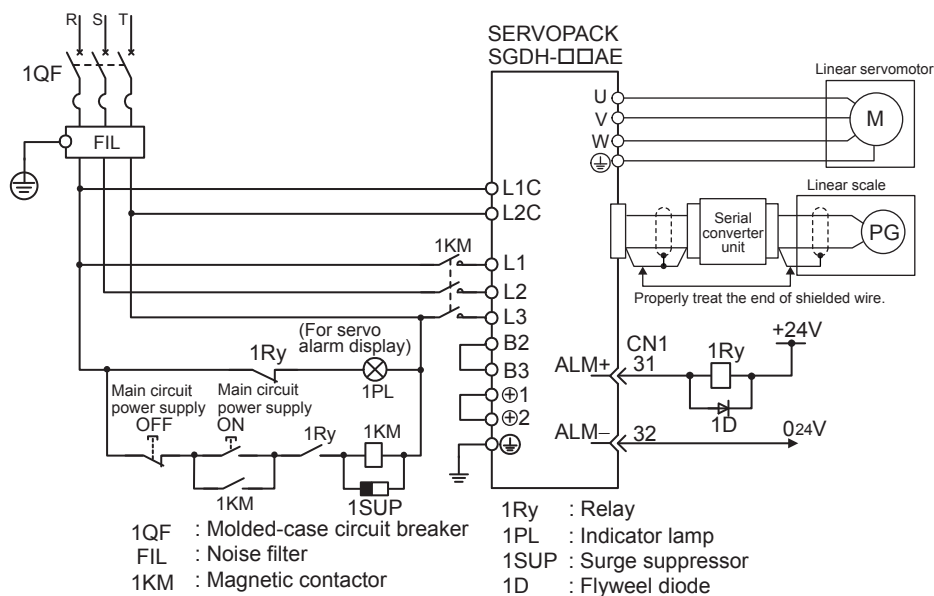 R S T
1QF
FIL
SERVOPACK
SGDH-□□AE
U
V
W
Linear servomotor
M
L1C
L2C
1KM
L1
L2
L3
B2
B3
⊕1
⊕2
Linear scale
Serial
converter
unit
PG
Properly treat the end of shielded wire.
(For servo
alarm display)
1Ry
1PL
Main circuit
power supply
OFF
Main circuit
power supply
ON
1Ry
1KM
1KM
1SUP
CN1
ALM+
31
1Ry
+24V
1D
ALM−
32
024V
1QF : Molded-case circuit breaker
FIL : Noise filter
1KM : Magnetic contactor
1Ry : Relay
1PL : Indicator lamp
1SUP : Surge suppressor
1D : Flyweel diode